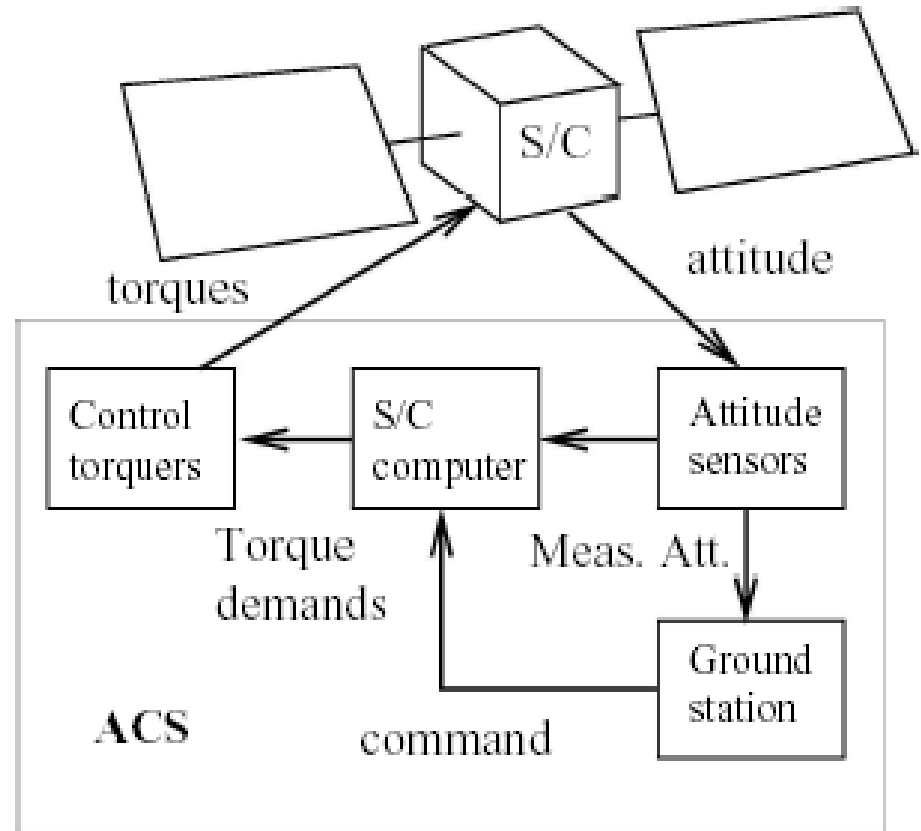 S/C
torques
attitude
Control
torquers
S/C
computer
Attitude
sensors
Torque
demands
Meas. Att.
Ground
station
ACS
command